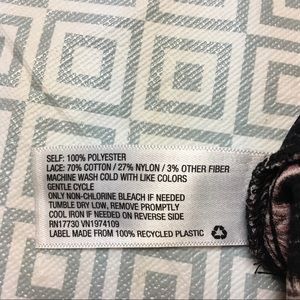 SELF: 100% POLYESTER
LACE: 70% COTTON / 27% NYLON / 3% OTHER FIBER
MACHINE WASH COLD WITH LIKE COLORS
GENTLE CYCLE
ONLY NON-CHLORINE BLEACH IF NEEDED
TUMBLE DRY LOW, REMOVE PROMPTLY
COOL IRON IF NEEDED ON REVERSE SIDE
RN17730 VN1974109
LABEL MADE FROM 100% RECYCLED PLASTIC